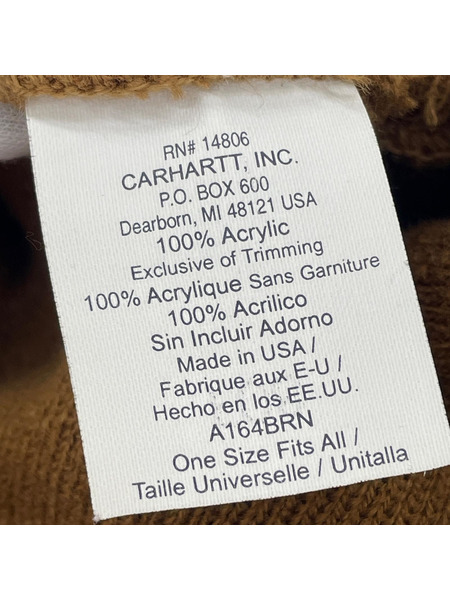 RN# 14806
CARHARTT, INC.
P.O. BOX 600
Dearborn, MI 48121 USA
100% Acrylic
Exclusive of Trimming
100% Acrylique Sans Garniture
100% Acrilico
Sin Incluir Adorno
Made in USA /
Fabrique aux E-U /
Hecho en los EE.UU.
A164BRN
One Size Fits All /
Taille Universelle / Unitalla